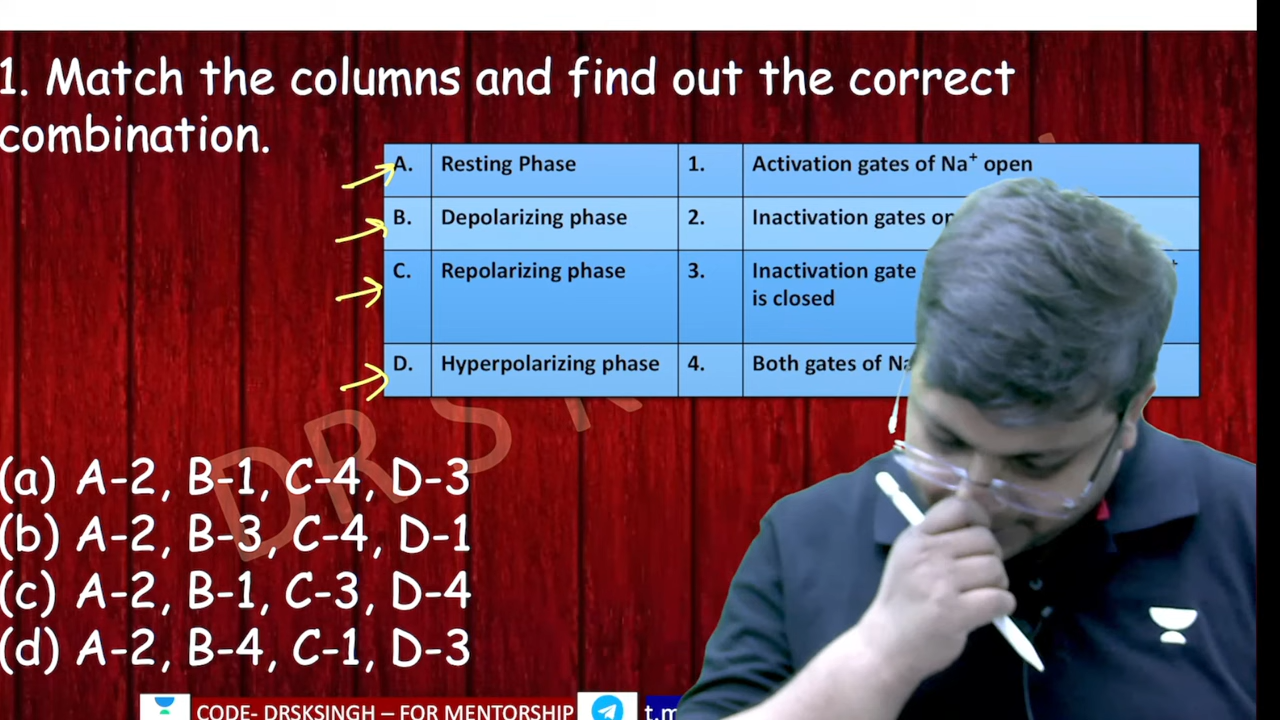 1. Match the columns and find out the correct
combination.
A. Resting Phase 1. Activation gates of Na⁺ open
B. Depolarizing phase 2. Inactivation gates
C. Repolarizing phase 3. Inactivation gate
is closed
D. Hyperpolarizing phase 4. Both gates of
DR S K
(a) A-2, B-1, C-4, D-3
(b) A-2, B-3, C-4, D-1
(c) A-2, B-1, C-3, D-4
(d) A-2, B-4, C-1, D-3
CODE- DRSKSINGH – FOR MENTORSHIP